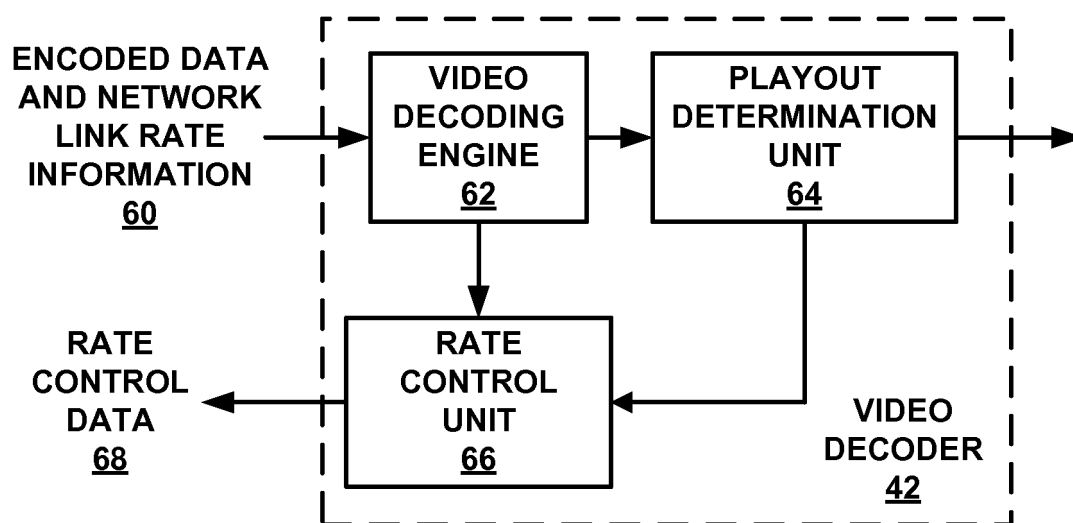 ENCODED DATA
AND NETWORK
LINK RATE
INFORMATION
60
VIDEO
DECODING
ENGINE
62
PLAYOUT
DETERMINATION
UNIT
64
RATE
CONTROL
DATA
68
RATE
CONTROL
UNIT
66
VIDEO
DECODER
42